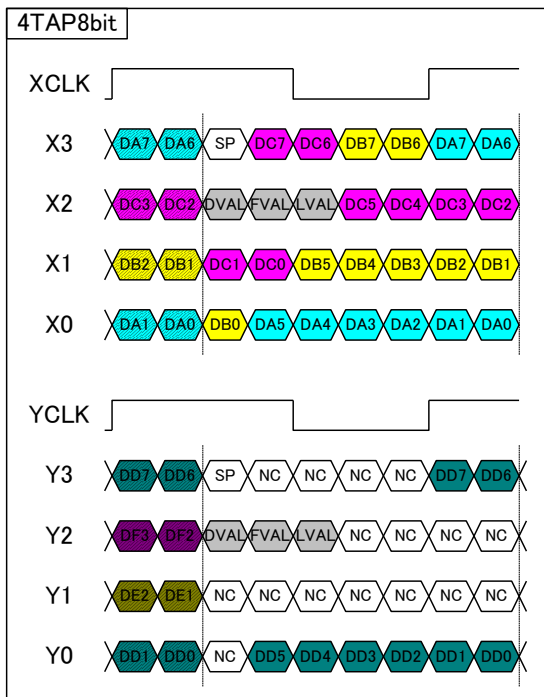 4TAP8bit
XCLK
X3 DA7 DA6 SP DC7 DC6 DB7 DB6 DA7 DA6
X2 DC3 DC2 DVAL FVAL LVAL DC5 DC4 DC3 DC2
X1 DB2 DB1 DC1 DC0 DB5 DB4 DB3 DB2 DB1
X0 DA1 DA0 DB0 DA5 DA4 DA3 DA2 DA1 DA0
YCLK
Y3 DD7 DD6 SP NC NC NC NC DD7 DD6
Y2 DF3 DF2 DVAL FVAL LVAL NC NC NC NC
Y1 DE2 DE1 NC NC NC NC NC NC NC
Y0 DD1 DD0 NC DD5 DD4 DD3 DD2 DD1 DD0